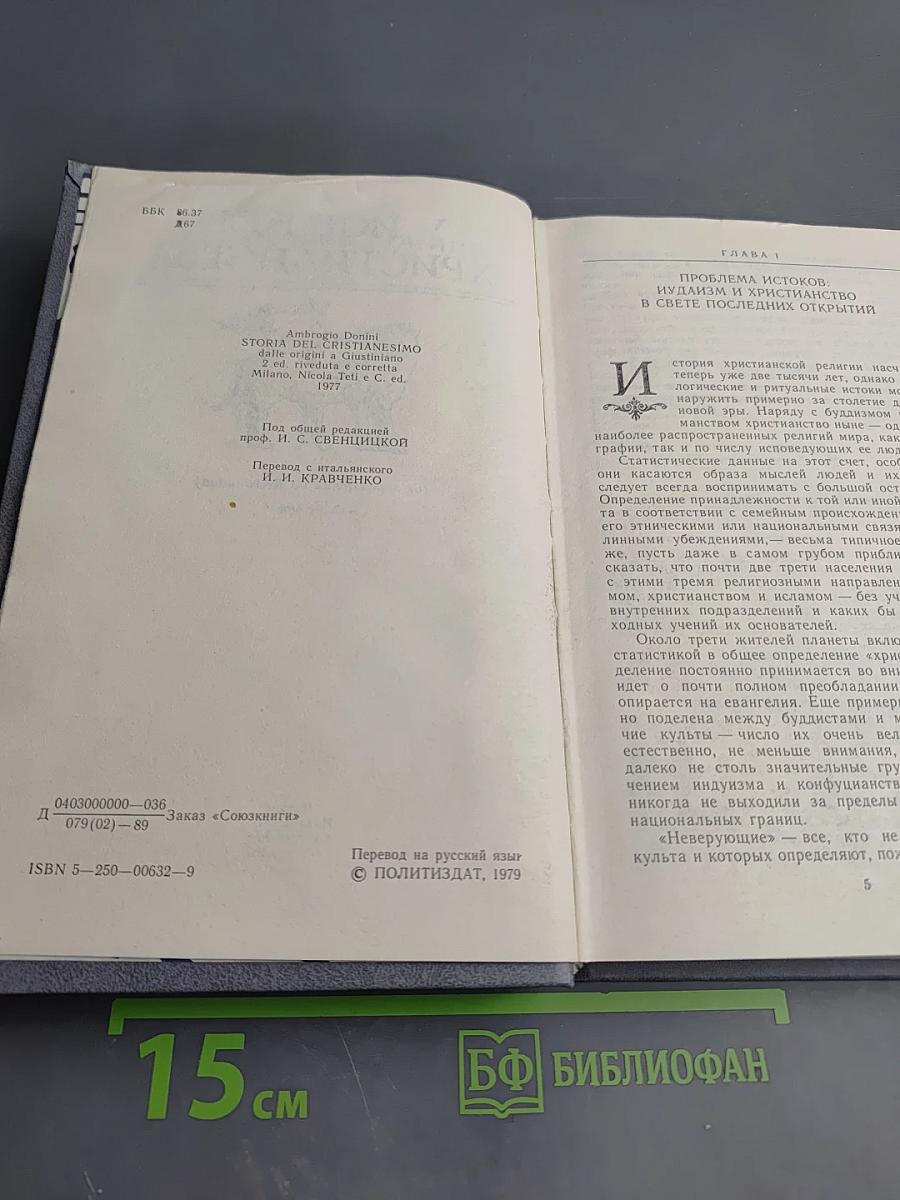 ББК 86.37
Д67
Ambrogio Donini
STORIA DEL CRISTIANESIMO
dalle origini a Giustiniano
2 ed. riveduta e corretta
Milano, Nicola Teti e C. ed.
1977
Под общей редакцией
проф. И. С. СВЕНЦИЦКОЙ
Перевод с итальянского
И. И. КРАВЧЕНКО
Д 0403000000—036
079(02)—89 Заказ «Союзкниги»
ISBN 5—250—00632—9
Перевод на русский язык
© ПОЛИТИЗДАТ, 1979
ГЛАВА I
ПРОБЛЕМА ИСТОКОВ:
ИУДАИЗМ И ХРИСТИАНСТВО
В СВЕТЕ ПОСЛЕДНИХ ОТКРЫТИЙ
История христианской религии насч
теперь уже две тысячи лет, однако
логические и ритуальные истоки мо
наружить примерно за столетие д
новой эры. Наряду с буддизмом
манством христианство ныне — од
наиболее распространенных религий мира, как
графии, так и по числу исповедующих ее люд
Статистические данные на этот счет, особ
они касаются образа мыслей людей и их
следует всегда воспринимать с большой ост
Определение принадлежности к той или иной
та в соответствии с семейным происхожден
его этническими или национальными связя
линными убеждениями,— весьма типичное
же, пусть даже в самом грубом прибли
сказать, что почти две трети населения
с этими тремя религиозными направлен
мом, христианством и исламом — без уч
внутренних подразделений и каких бы
ходных учений их основателей.
Около трети жителей планеты вклю
статистикой в общее определение «хрис
деление постоянно принимается во вни
идет о почти полном преобладании
опирается на евангелия. Еще пример
но поделена между буддистами и м
чие культы — число их очень вел
естественно, не меньше внимания,
далеко не столь значительные гру
чением индуизма и конфуцианств
никогда не выходили за пределы
национальных границ.
«Неверующие» — все, кто не
культа и которых определяют, пож
5
15 см
БФ БИБЛИОФАН